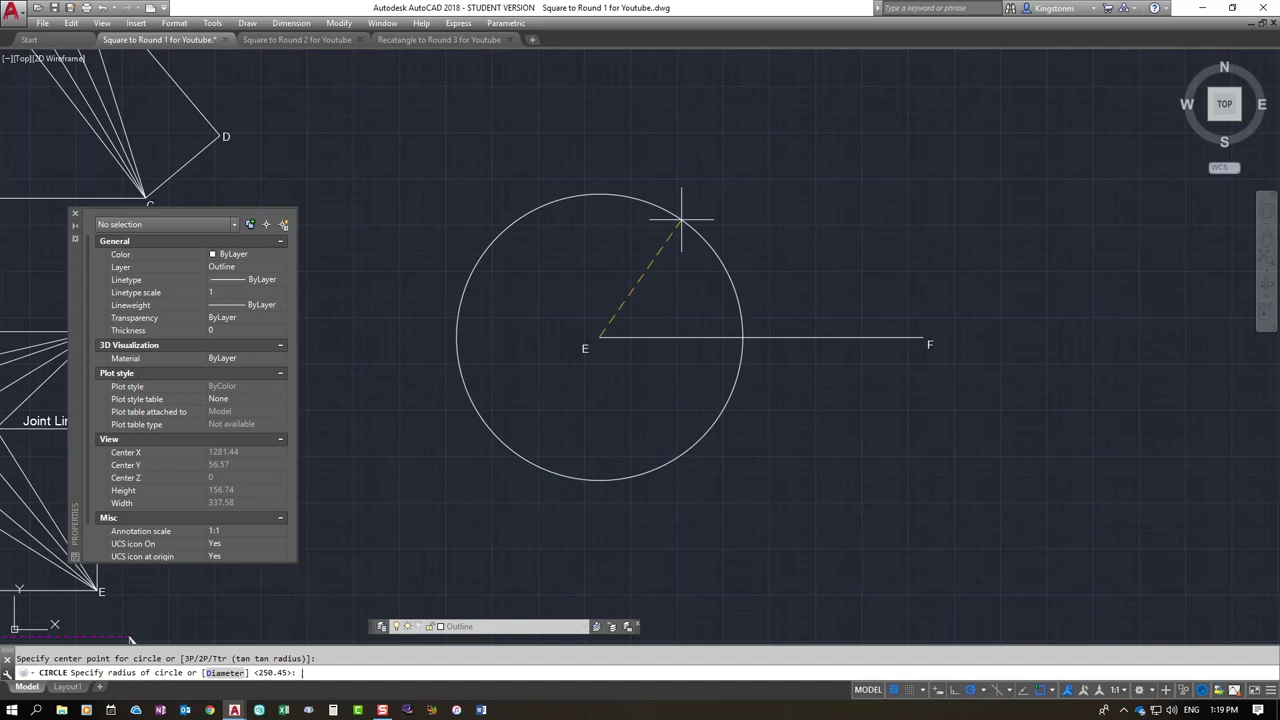 Autodesk AutoCAD 2018 - STUDENT VERSION Square to Round 1 for Youtube..dwg
Type a keyword or phrase
Kingstonm
File Edit View Insert Format Tools Draw Dimension Modify Window Help Express Parametric
Start
Square to Round 1 for Youtube.*
Square to Round 2 for Youtube
Recatangle to Round 3 for Youtube
[−][Top][2D Wireframe]
N
W TOP E
S
WCS
D
C
No selection
General
Color ByLayer
Layer Outline
Linetype ByLayer
Linetype scale 1
Lineweight ByLayer
Transparency ByLayer
Thickness 0
3D Visualization
Material ByLayer
Plot style
Plot style ByColor
Plot style table None
Plot table attached to Model
Plot table type Not available
View
Center X 1281.44
Center Y 56.57
Center Z 0
Height 156.74
Width 337.58
Misc
Annotation scale 1:1
UCS icon On Yes
UCS icon at origin Yes
PROPERTIES
E
F
Joint Li
E
Y
X
Outline
Specify center point for circle or [3P/2P/Ttr (tan tan radius)]:
CIRCLE Specify radius of circle or [Diameter] <250.45>:
Model Layout1
MODEL 1:1
ENG 1:19 PM